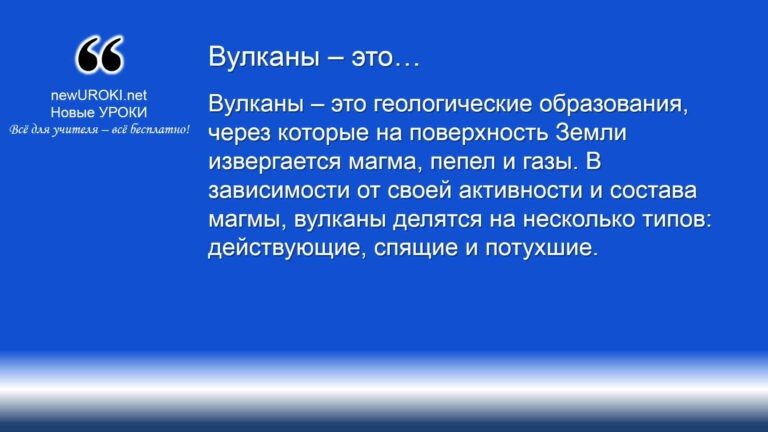 ❝
newUROKI.net
Новые УРОКИ
Всё для учителя – всё бесплатно!
Вулканы – это…
Вулканы – это геологические образования,
через которые на поверхность Земли
извергается магма, пепел и газы. В
зависимости от своей активности и состава
магмы, вулканы делятся на несколько типов:
действующие, спящие и потухшие.